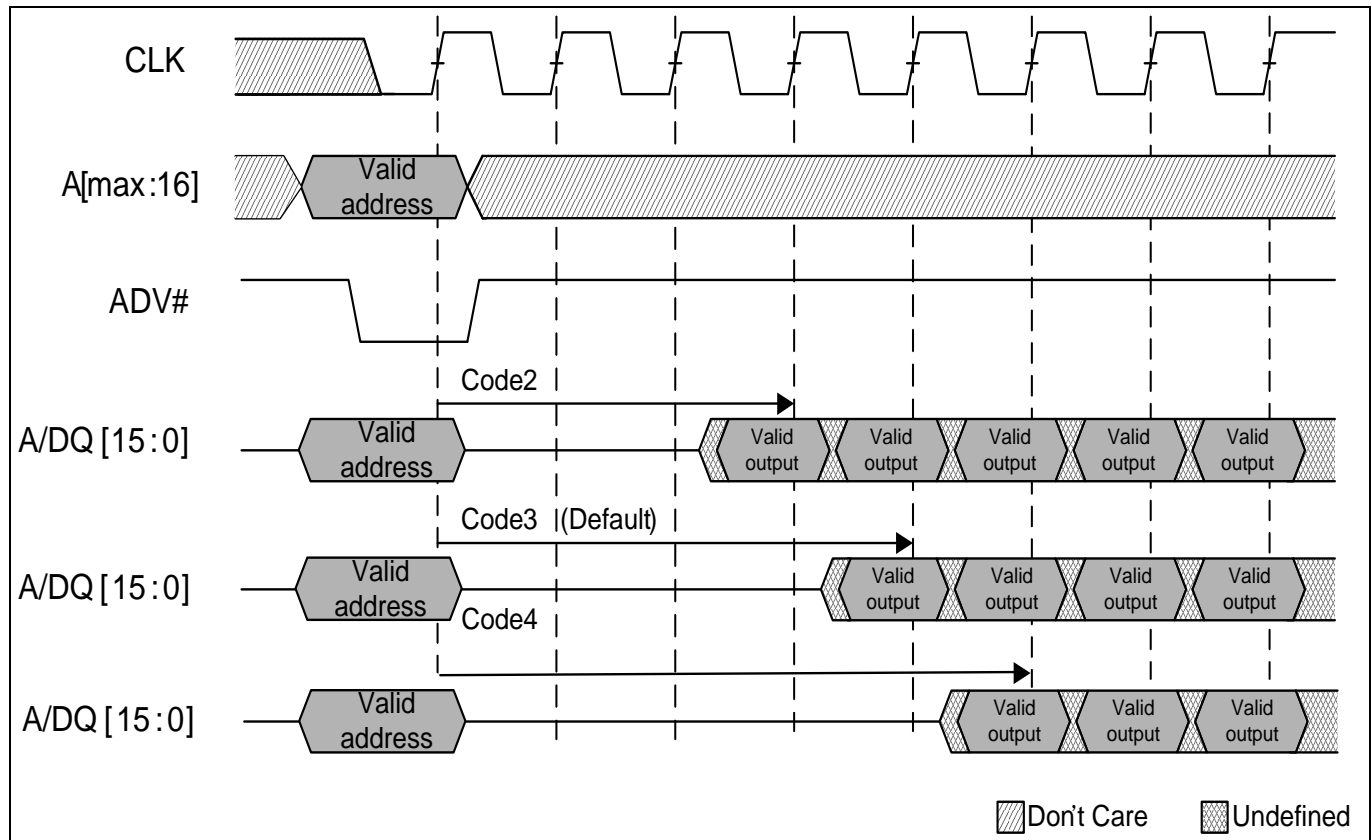 CLK
A[max:16]
Valid
address
ADV#
Code2
A/DQ[15:0]
Valid
address
Valid
output
Valid
output
Valid
output
Valid
output
Valid
output
Code3 (Default)
A/DQ[15:0]
Valid
address
Valid
output
Valid
output
Valid
output
Valid
output
Code4
A/DQ[15:0]
Valid
address
Valid
output
Valid
output
Valid
output
Don't Care
Undefined